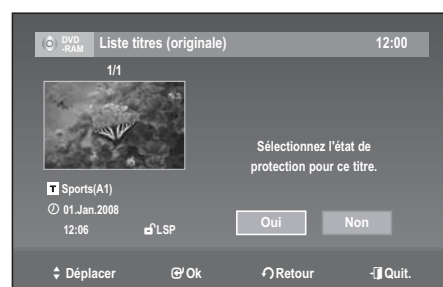 DVD -RAM Liste titres (originale) 12:00
1/1
Sélectionnez l'état de
protection pour ce titre.
T Sports(A1)
01.Jan.2008
12:06 LSP
Oui Non
Déplacer Ok Retour Quit.